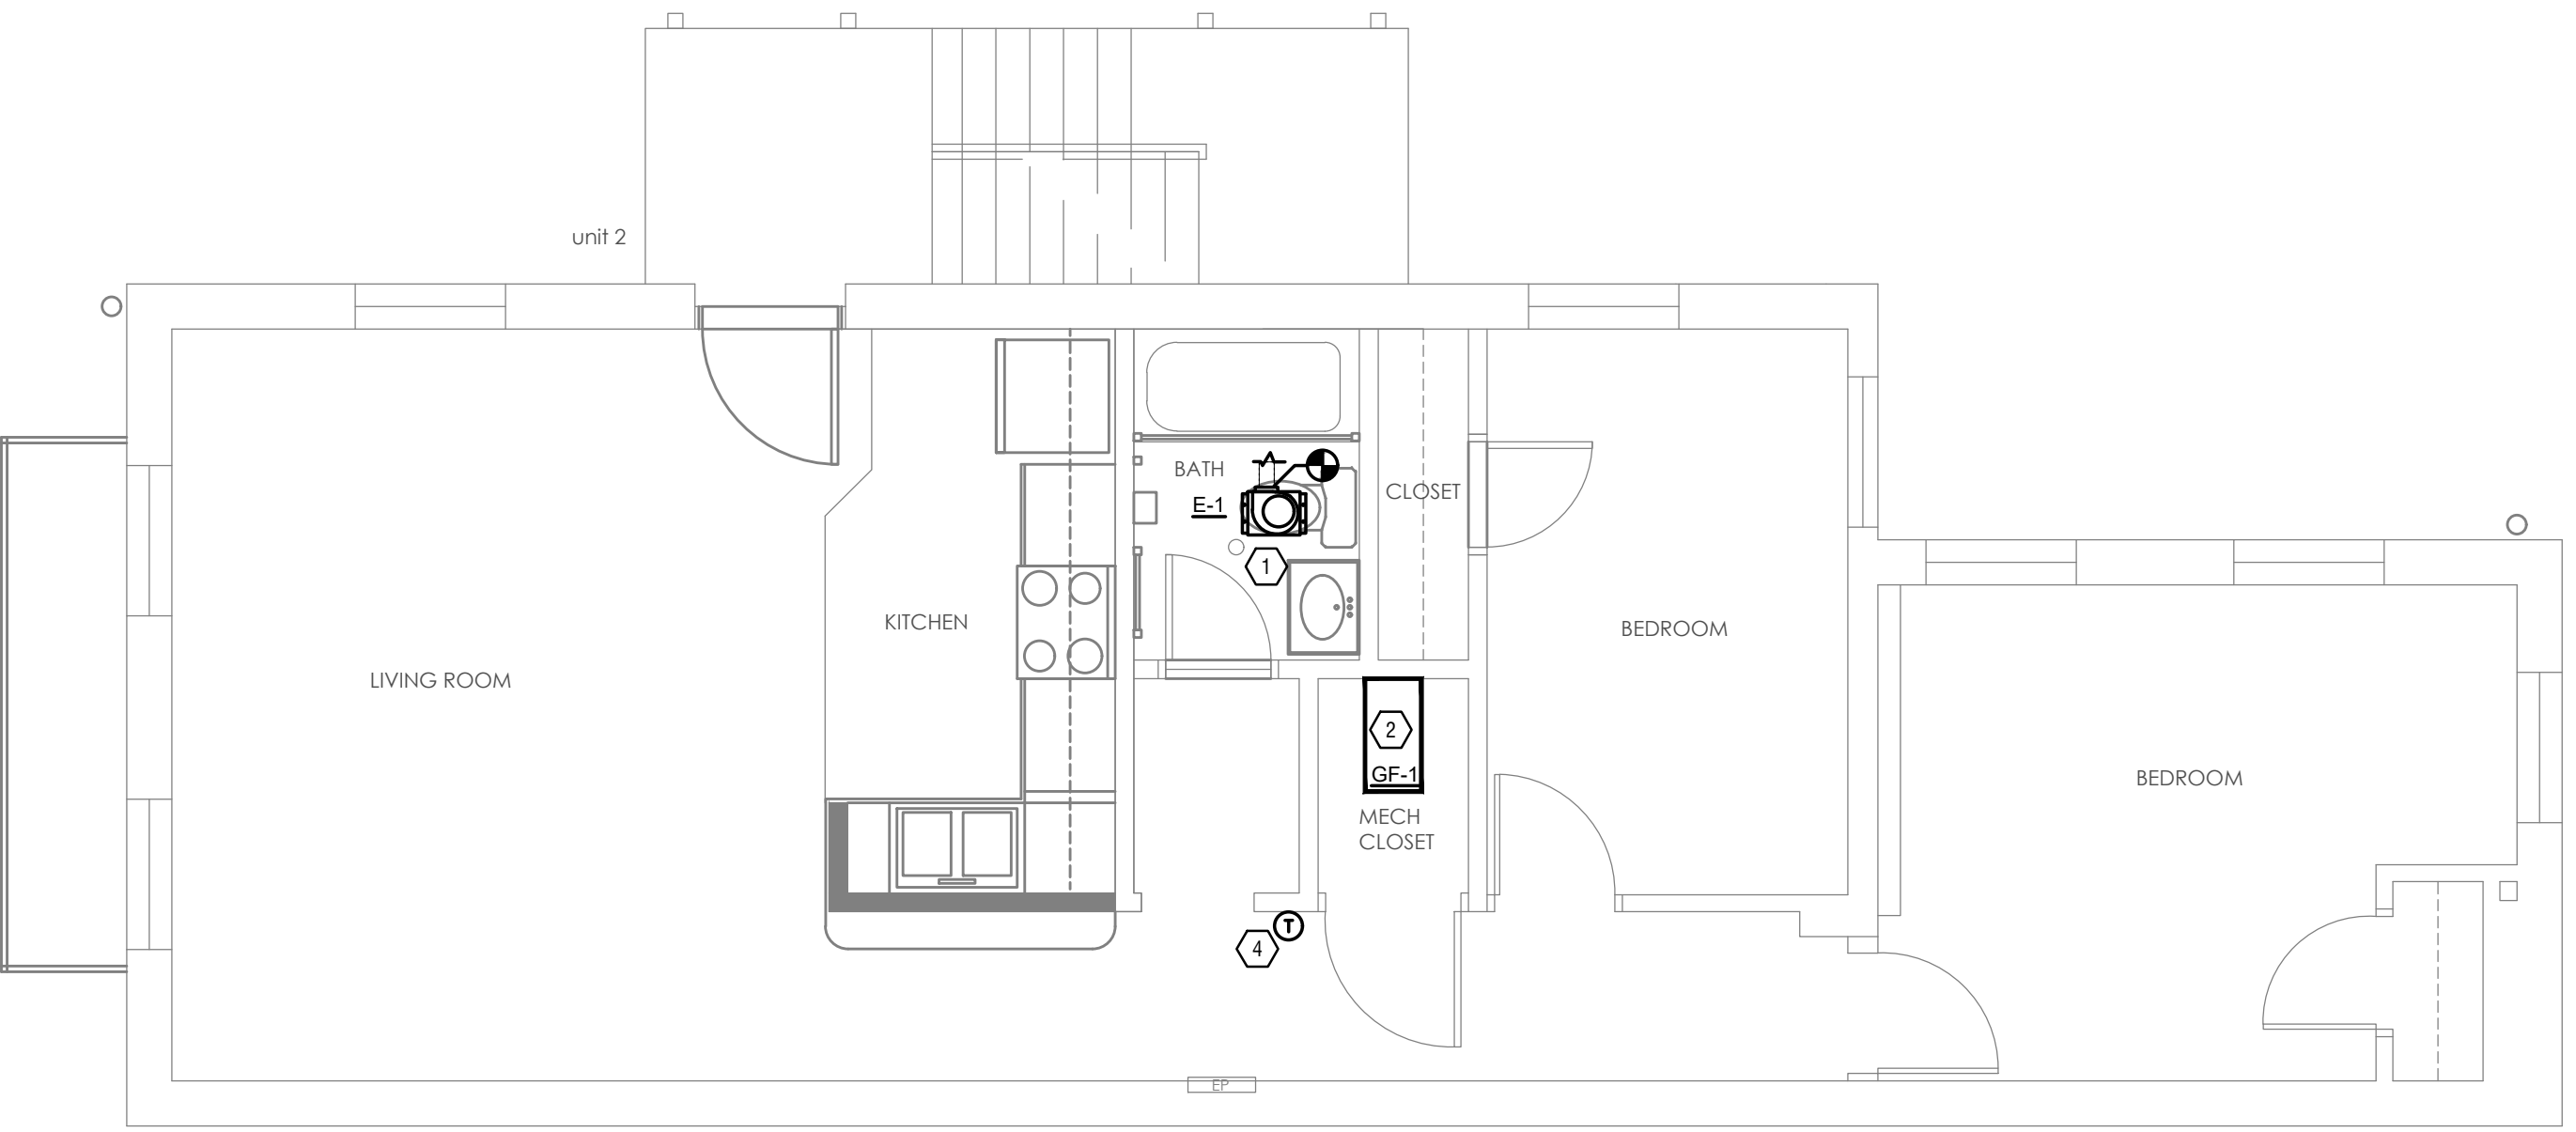 unit 2
BATH
E-1
CLOSET
1
KITCHEN
BEDROOM
LIVING ROOM
2
GF-1
BEDROOM
MECH
CLOSET
T
4
EP